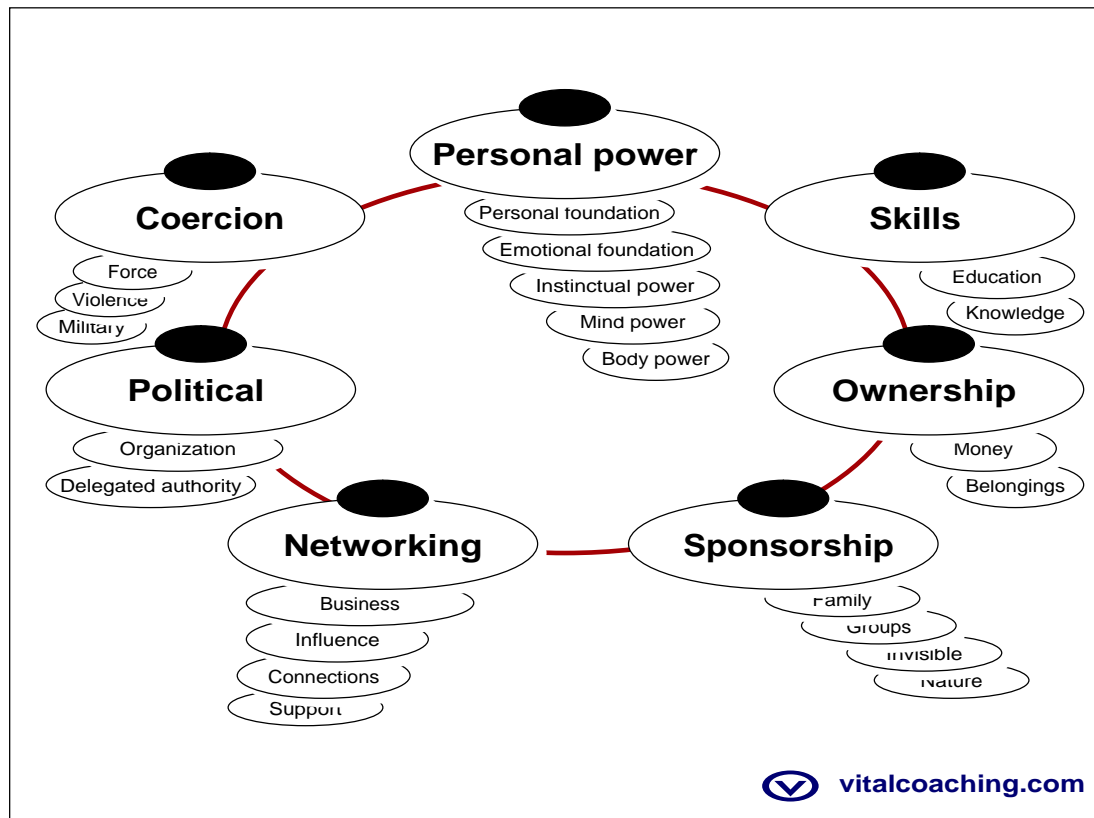 Personal power
Personal foundation
Emotional foundation
Instinctual power
Mind power
Body power
Skills
Education
Knowledge
Ownership
Money
Belongings
Sponsorship
Family
Groups
Invisible
Nature
Networking
Business
Influence
Connections
Support
Political
Organization
Delegated authority
Coercion
Force
Violence
Military
vitalcoaching.com